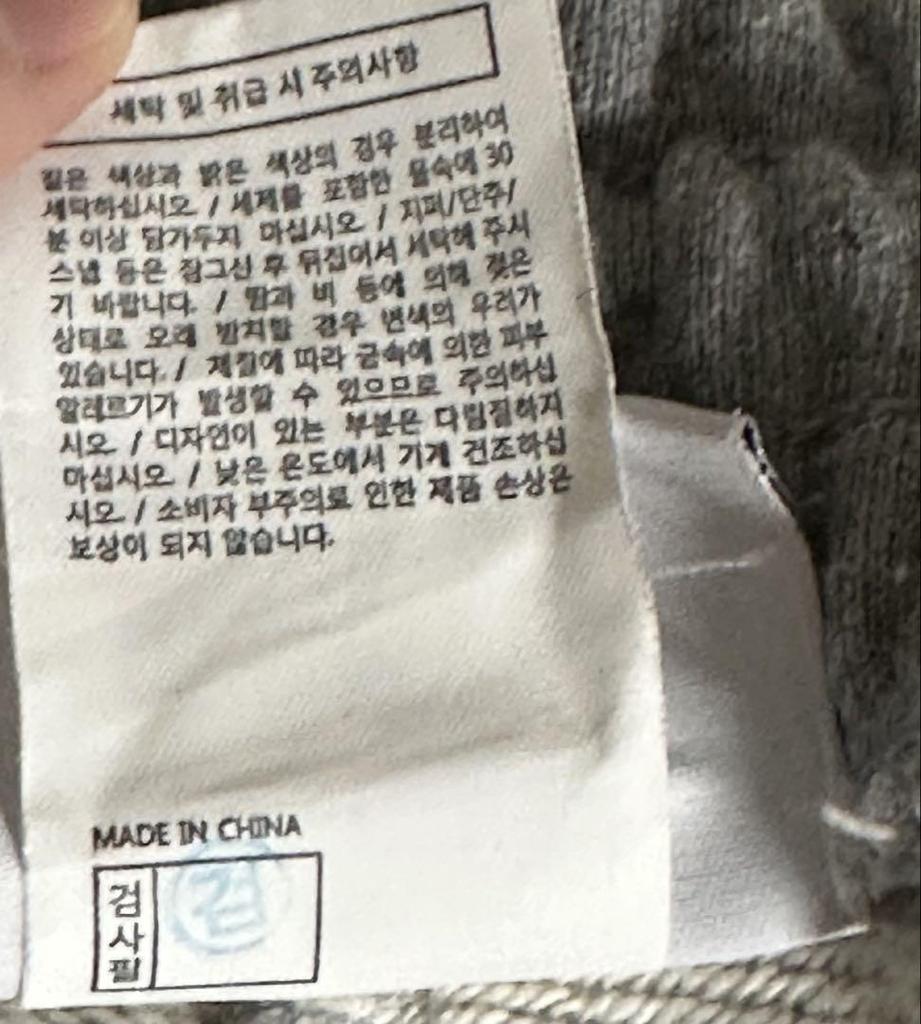 세탁 및 취급 시 주의사항
짙은 색상과 밝은 색상의 경우 분리하여
세탁하십시오 / 세제를 포함한 물속에 30
분 이상 담가두지 마십시오 / 지퍼/단추/
스냅 등은 잠그신 후 뒤집어서 세탁해 주시
기 바랍니다. / 땀과 비 등에 의해 젖은
상태로 오래 방치할 경우 변색의 우려가
있습니다. / 재질에 따라 금속에 의한 피부
알레르기가 발생할 수 있으므로 주의하십
시오 / 디자인이 있는 부분은 다림질하지
마십시오 / 낮은 온도에서 기계 건조하십
시오 / 소비자 부주의로 인한 제품 손상은
보상이 되지 않습니다.
MADE IN CHINA
검사필
검